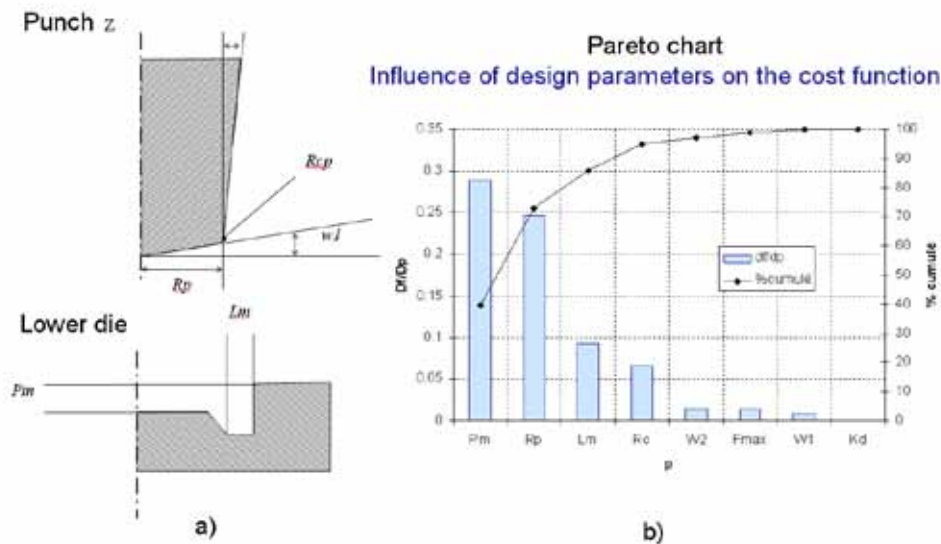 Punch z
Rcp
w1
Rp
Lm
Lower die
Pm
a)
Pareto chart
Influence of design parameters on the cost function
0.35
0.3
0.25
0.2
0.15
0.1
0.05
0
Df/Dp
100
90
80
70
60
50
40
30
20
10
0
% cumule
df/dp
%cumulé
Pm Rp Lm Rc W2 Fmax W1 Kd
p
b)